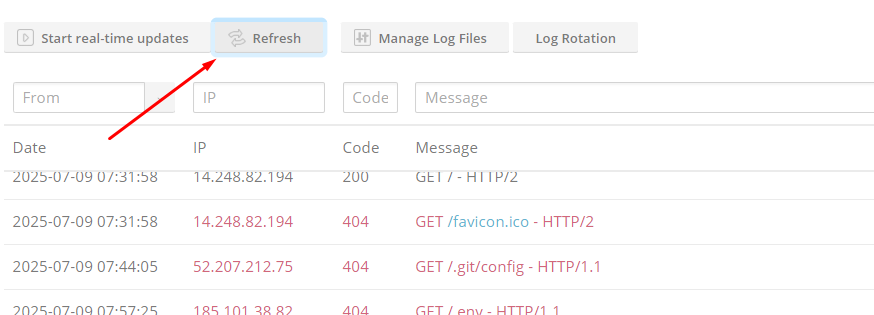 Start real-time updates Refresh Manage Log Files Log Rotation
From IP Code Message
Date IP Code Message
2025-07-09 07:31:58 14.248.82.194 200 GET / - HTTP/2
2025-07-09 07:31:58 14.248.82.194 404 GET /favicon.ico - HTTP/2
2025-07-09 07:44:05 52.207.212.75 404 GET /.git/config - HTTP/1.1
2025-07-09 07:57:25 185.101.38.82 404 GET /.env - HTTP/1.1